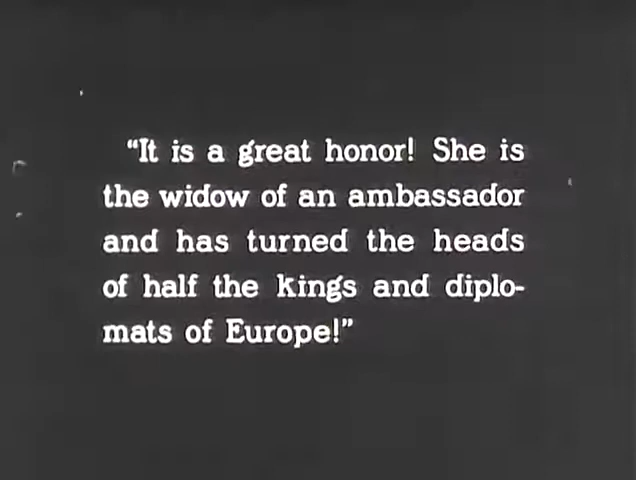 “It is a great honor! She is
the widow of an ambassador
and has turned the heads
of half the kings and diplo-
mats of Europe!”